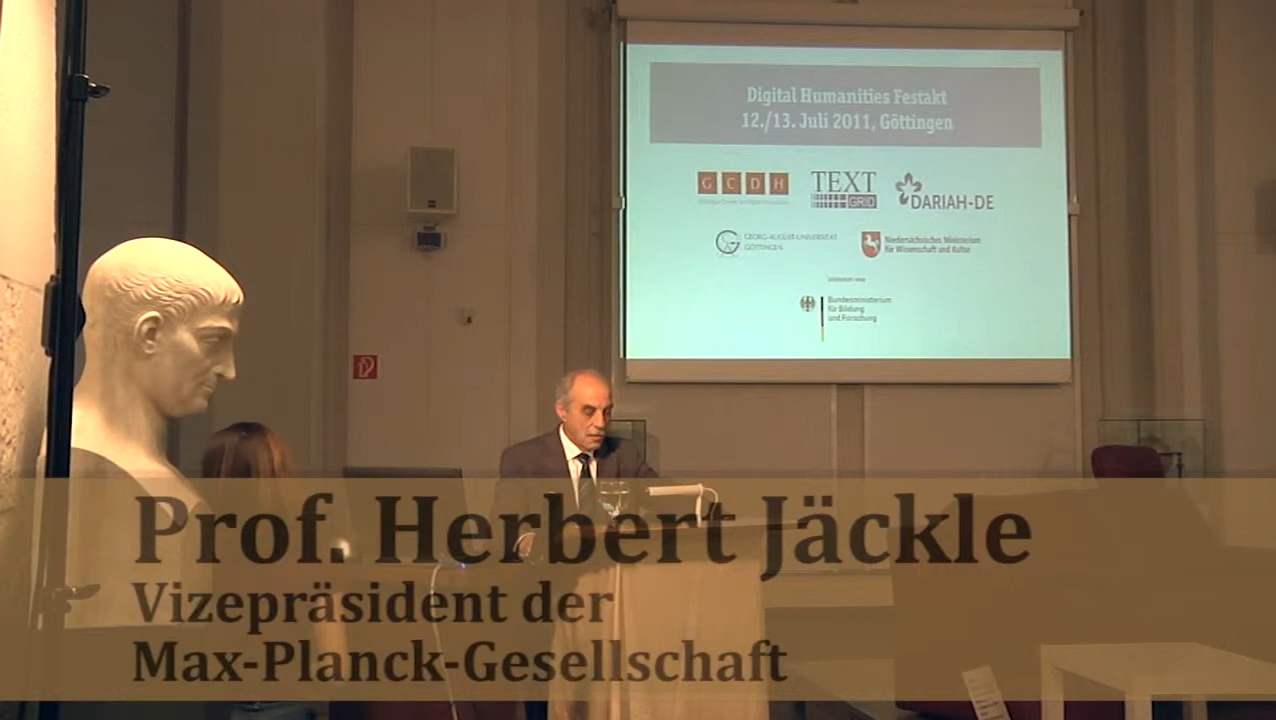 Digital Humanities Festakt
12./13. Juli 2011, Göttingen
GCDH
TEXT
GRID
DARIAH-DE
GEORG-AUGUST-UNIVERSITÄT
GÖTTINGEN
Niedersächsisches Ministerium
für Wissenschaft und Kultur
Bundesministerium
für Bildung
und Forschung
Prof. Herbert Jäckle
Vizepräsident der
Max-Planck-Gesellschaft